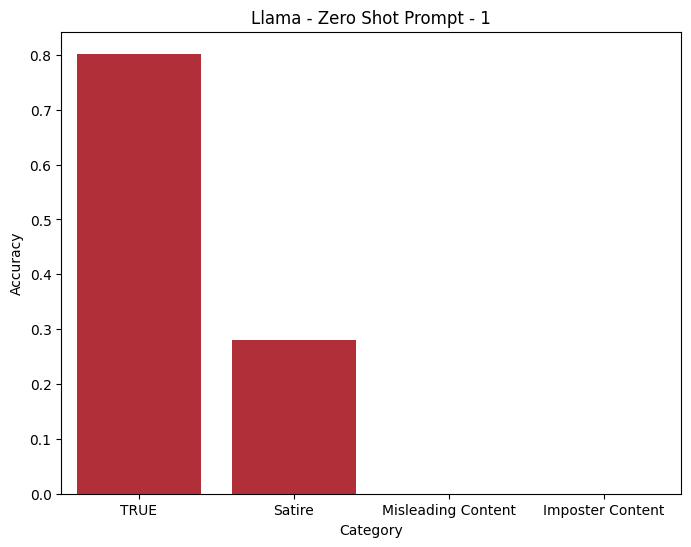 Llama - Zero Shot Prompt - 1
Accuracy
0.8
0.7
0.6
0.5
0.4
0.3
0.2
0.1
0.0
TRUE Satire Misleading Content Imposter Content
Category